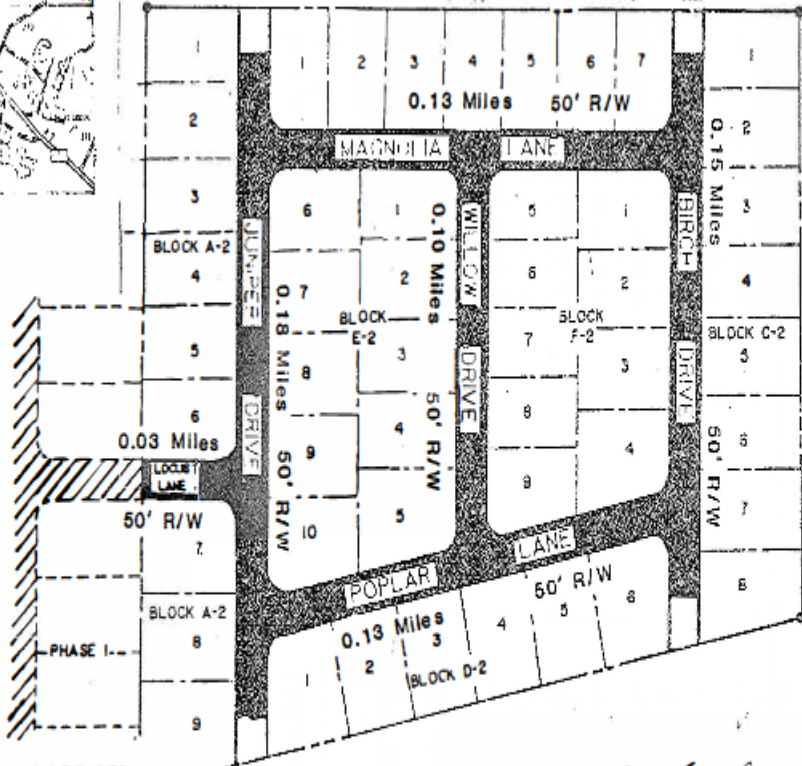 1
2
3
BLOCK A-2
4
5
6
0.03 Miles
LOCUST
LANE
50' R/W
7
BLOCK A-2
8
9
PHASE I
JUNIPER
DRIVE
0.18 Miles
50' R/W
1 2 3 4 5 6 7
0.13 Miles 50' R/W
MAGNOLIA LANE
6 1
7 2
BLOCK
E-2
8 3
9 4
10 5
0.10 Miles
50' R/W
WILLOW
DRIVE
5 1
6 2
BLOCK
F-2
7 3
8 4
9
BIRCH
DRIVE
0.15 Miles
50' R/W
1
2
3
4
BLOCK C-2
5
6
7
8
POPLAR LANE
0.13 Miles 50' R/W
1 2 3 4 5 6
BLOCK D-2